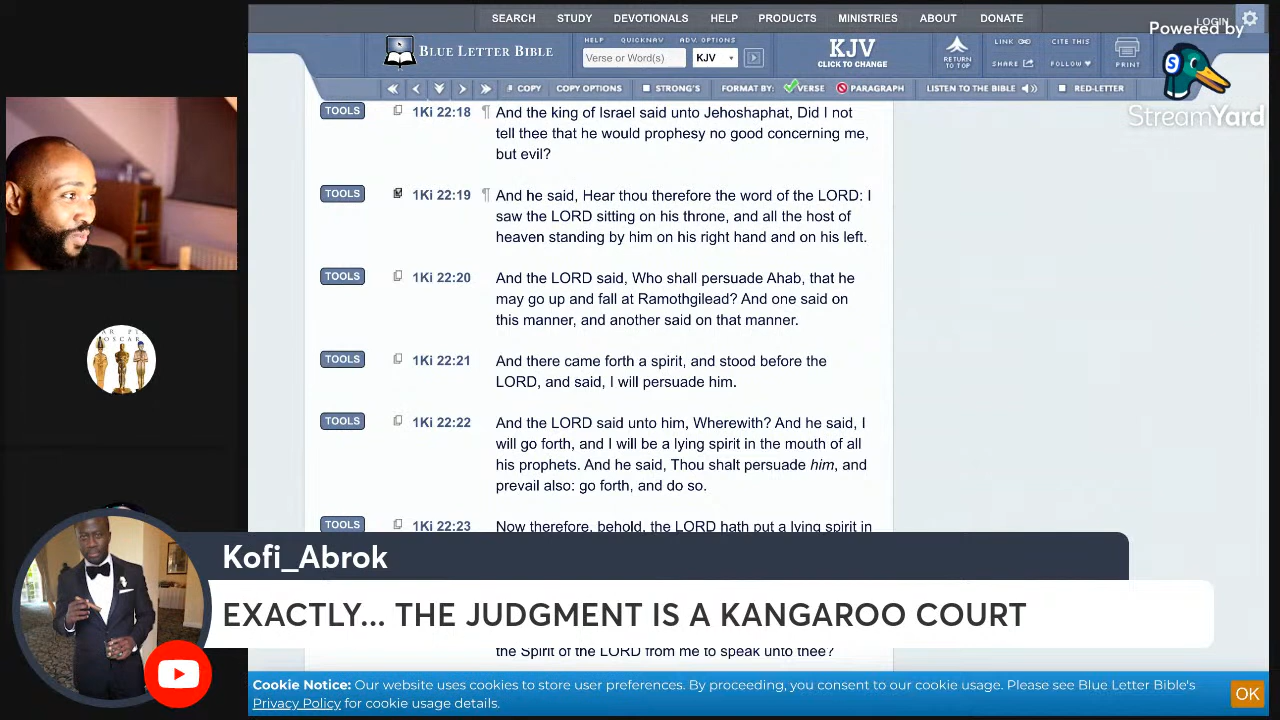 SEARCH STUDY DEVOTIONALS HELP PRODUCTS MINISTRIES ABOUT DONATE LOGIN
Powered by
StreamYard
BLUE LETTER BIBLE
HELP QUICKNAV ADV. OPTIONS
Verse or Word(s) KJV
KJV
CLICK TO CHANGE
RETURN
TO TOP
LINK CITE THIS
SHARE FOLLOW PRINT
COPY COPY OPTIONS STRONG'S FORMAT BY: VERSE PARAGRAPH LISTEN TO THE BIBLE RED-LETTER
TOOLS 1Ki 22:18 ¶ And the king of Israel said unto Jehoshaphat, Did I not
tell thee that he would prophesy no good concerning me,
but evil?
TOOLS 1Ki 22:19 ¶ And he said, Hear thou therefore the word of the LORD: I
saw the LORD sitting on his throne, and all the host of
heaven standing by him on his right hand and on his left.
TOOLS 1Ki 22:20 And the LORD said, Who shall persuade Ahab, that he
may go up and fall at Ramothgilead? And one said on
this manner, and another said on that manner.
TOOLS 1Ki 22:21 And there came forth a spirit, and stood before the
LORD, and said, I will persuade him.
TOOLS 1Ki 22:22 And the LORD said unto him, Wherewith? And he said, I
will go forth, and I will be a lying spirit in the mouth of all
his prophets. And he said, Thou shalt persuade him, and
prevail also: go forth, and do so.
TOOLS 1Ki 22:23 Now therefore, behold, the LORD hath put a lying spirit in
Kofi_Abrok
EXACTLY... THE JUDGMENT IS A KANGAROO COURT
the Spirit of the LORD from me to speak unto thee?
Cookie Notice: Our website uses cookies to store user preferences. By proceeding, you consent to our cookie usage. Please see Blue Letter Bible's
Privacy Policy for cookie usage details.
OK